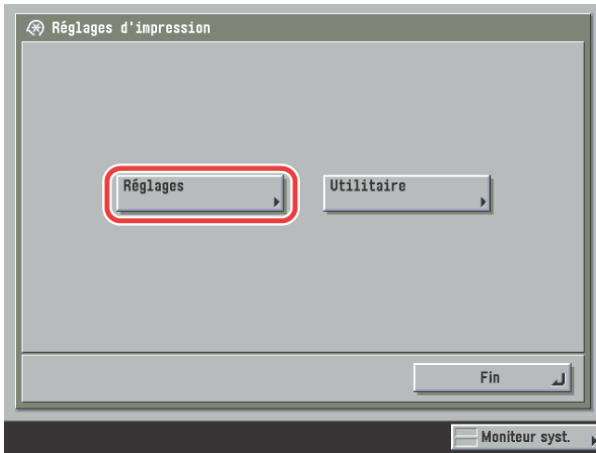 Réglages d'impression
Réglages
Utilitaire
Fin
Moniteur syst.